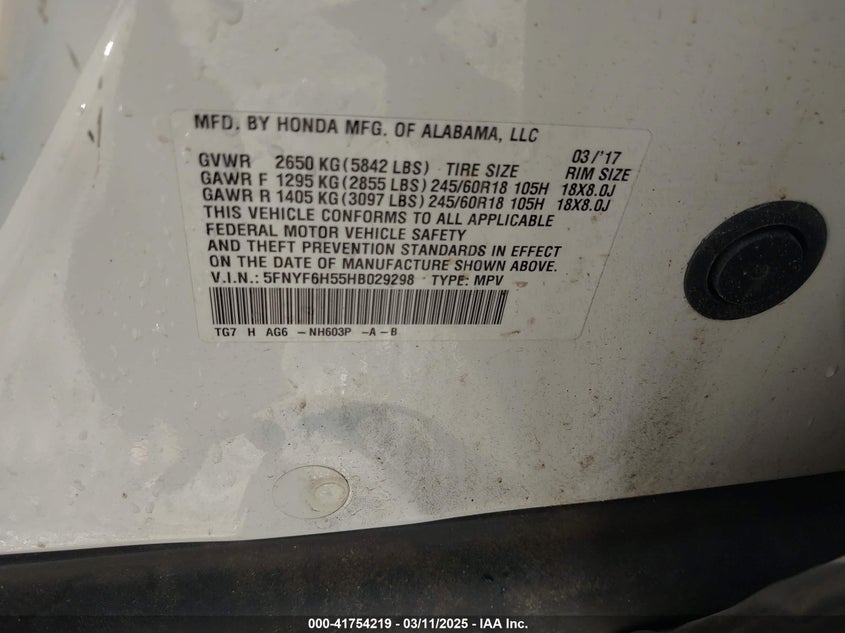 MFD. BY HONDA MFG. OF ALABAMA, LLC
03/'17
GVWR 2650 KG (5842 LBS) TIRE SIZE RIM SIZE
GAWR F 1295 KG (2855 LBS) 245/60R18 105H 18X8.0J
GAWR R 1405 KG (3097 LBS) 245/60R18 105H 18X8.0J
THIS VEHICLE CONFORMS TO ALL APPLICABLE
FEDERAL MOTOR VEHICLE SAFETY
AND THEFT PREVENTION STANDARDS IN EFFECT
ON THE DATE OF MANUFACTURE SHOWN ABOVE.
V.I.N.: 5FNYF6H55HB029298 TYPE: MPV
TG7 H AG6 -NH603P -A-B
000-41754219 - 03/11/2025 - IAA Inc.